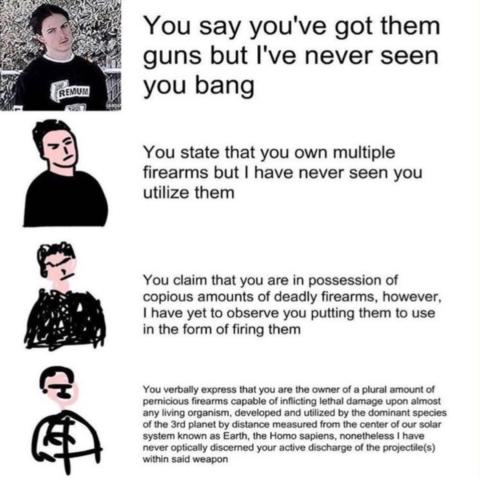 You say you've got them
guns but I've never seen
you bang
REMUM
You state that you own multiple
firearms but I have never seen you
utilize them
You claim that you are in possession of
copious amounts of deadly firearms, however,
I have yet to observe you putting them to use
in the form of firing them
You verbally express that you are the owner of a plural amount of
pernicious firearms capable of inflicting lethal damage upon almost
any living organism, developed and utilized by the dominant species
of the 3rd planet by distance measured from the center of our solar
system known as Earth, the Homo sapiens, nonetheless I have
never optically discerned your active discharge of the projectile(s)
within said weapon